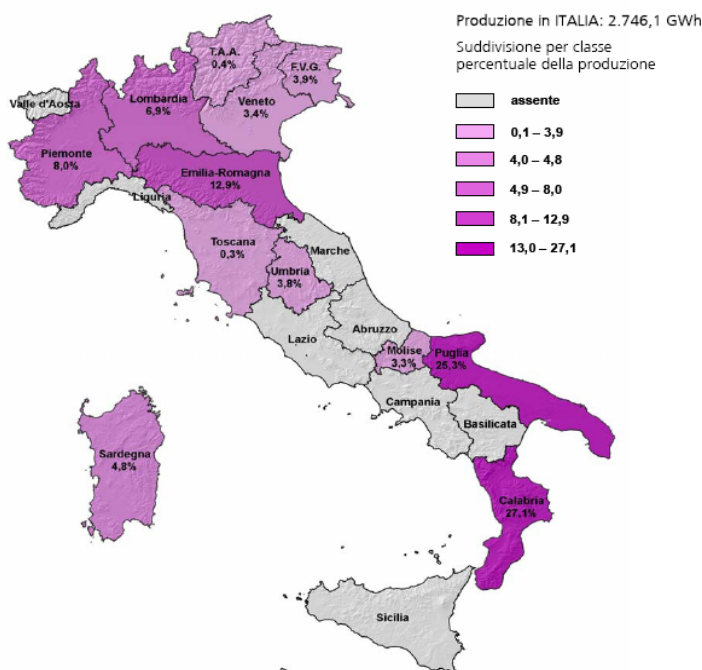 Produzione in ITALIA: 2.746,1 GWh
Suddivisione per classe
percentuale della produzione
assente
0,1 – 3,9
4,0 – 4,8
4,9 – 8,0
8,1 – 12,9
13,0 – 27,1
T.A.A.
0,4%
F.V.G.
3,9%
Valle d'Aosta
Lombardia
6,9%
Veneto
3,4%
Piemonte
8,0%
Emilia-Romagna
12,9%
Liguria
Toscana
0,3%
Marche
Umbria
3,8%
Lazio
Abruzzo
Molise
3,3%
Puglia
25,3%
Campania
Basilicata
Sardegna
4,8%
Calabria
27,1%
Sicilia